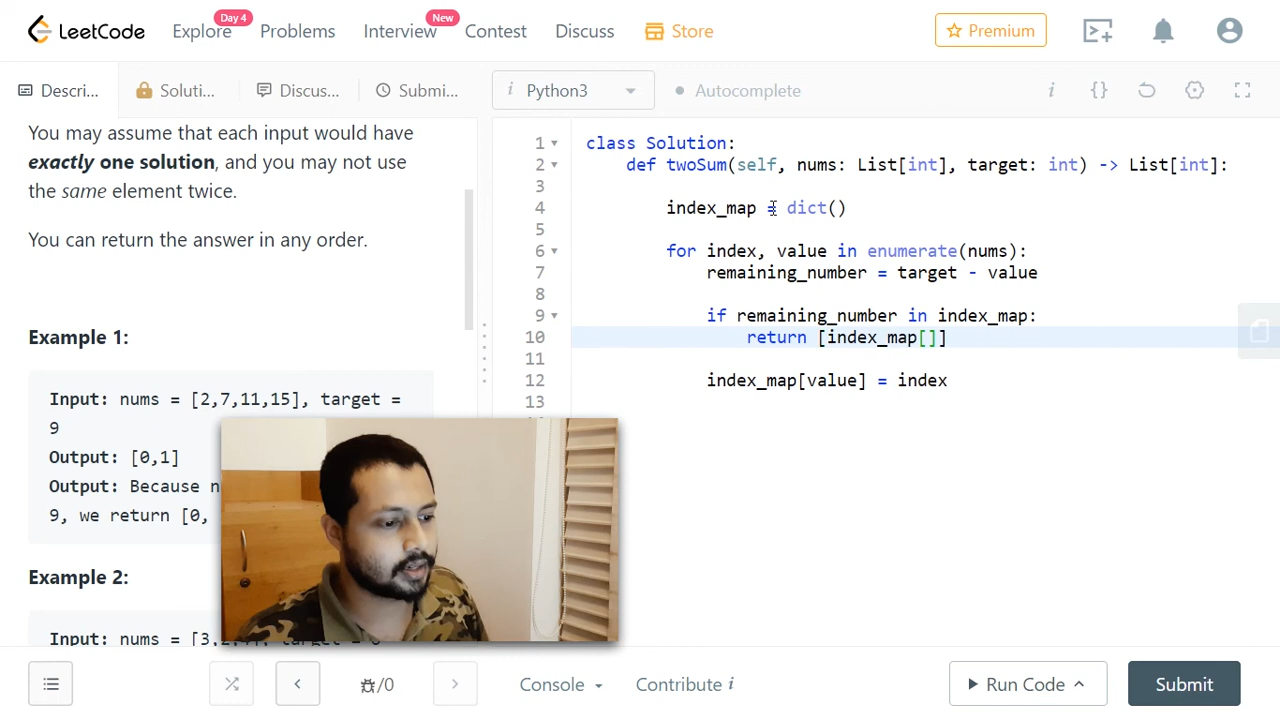 LeetCode
Explore
Day 4
Problems
Interview
New
Contest
Discuss
Store
Premium
Descri...
Soluti...
Discus...
Submi...
i Python3
Autocomplete
i {}
You may assume that each input would have
exactly one solution, and you may not use
the same element twice.
You can return the answer in any order.
Example 1:
Input: nums = [2,7,11,15], target =
9
Output: [0,1]
Output: Because
9, we return [0,
Example 2:
Input: nums = [3,
1 class Solution:
2 def twoSum(self, nums: List[int], target: int) -> List[int]:
3
4 index_map = dict()
5
6 for index, value in enumerate(nums):
7 remaining_number = target - value
8
9 if remaining_number in index_map:
10 return [index_map[]]
11
12 index_map[value] = index
13
/0
Console
Contribute i
Run Code
Submit